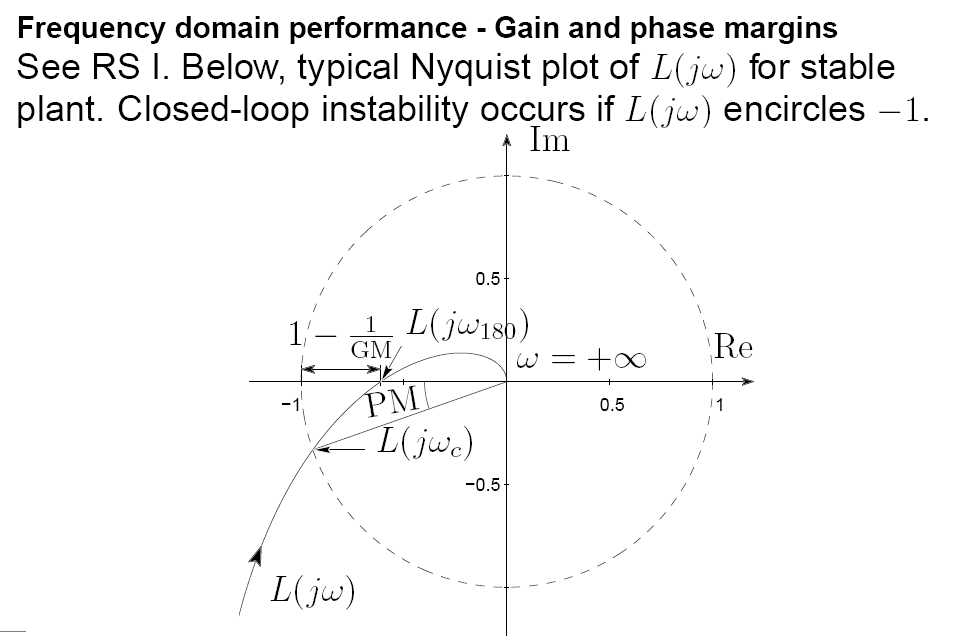 Frequency domain performance - Gain and phase margins
See RS I. Below, typical Nyquist plot of L(jω) for stable
plant. Closed-loop instability occurs if L(jω) encircles −1.
Im
0.5
1 − 1/GM
L(jω₁₈₀)
ω = +∞
Re
−1
PM
0.5
1
L(jω_c)
−0.5
L(jω)